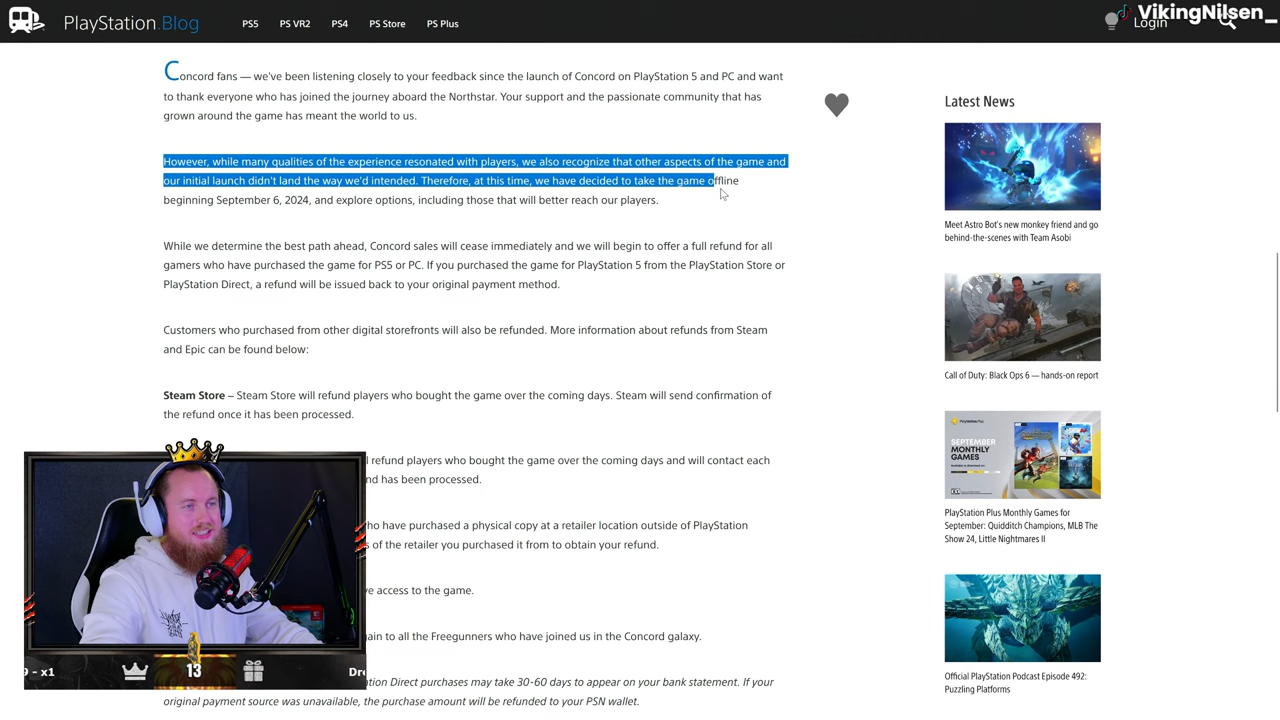 PlayStation.Blog
PS5
PS VR2
PS4
PS Store
PS Plus
Login
VikingNilsen
Concord fans — we've been listening closely to your feedback since the launch of Concord on PlayStation 5 and PC and want
to thank everyone who has joined the journey aboard the Northstar. Your support and the passionate community that has
grown around the game has meant the world to us.
However, while many qualities of the experience resonated with players, we also recognize that other aspects of the game and
our initial launch didn't land the way we'd intended. Therefore, at this time, we have decided to take the game offline
beginning September 6, 2024, and explore options, including those that will better reach our players.
While we determine the best path ahead, Concord sales will cease immediately and we will begin to offer a full refund for all
gamers who have purchased the game for PS5 or PC. If you purchased the game for PlayStation 5 from the PlayStation Store or
PlayStation Direct, a refund will be issued back to your original payment method.
Customers who purchased from other digital storefronts will also be refunded. More information about refunds from Steam
and Epic can be found below:
Steam Store – Steam Store will refund players who bought the game over the coming days. Steam will send confirmation of
the refund once it has been processed.
l refund players who bought the game over the coming days and will contact each
nd has been processed.
who have purchased a physical copy at a retailer location outside of PlayStation
s of the retailer you purchased it from to obtain your refund.
ve access to the game.
gain to all the Freegunners who have joined us in the Concord galaxy.
tion Direct purchases may take 30-60 days to appear on your bank statement. If your
original payment source was unavailable, the purchase amount will be refunded to your PSN wallet.
9 - x1
13
Dr
Latest News
Meet Astro Bot's new monkey friend and go
behind-the-scenes with Team Asobi
Call of Duty: Black Ops 6 — hands-on report
PlayStation Plus
SEPTEMBER
MONTHLY
GAMES
PlayStation Plus Monthly Games for
September: Quidditch Champions, MLB The
Show 24, Little Nightmares II
Official PlayStation Podcast Episode 492:
Puzzling Platforms